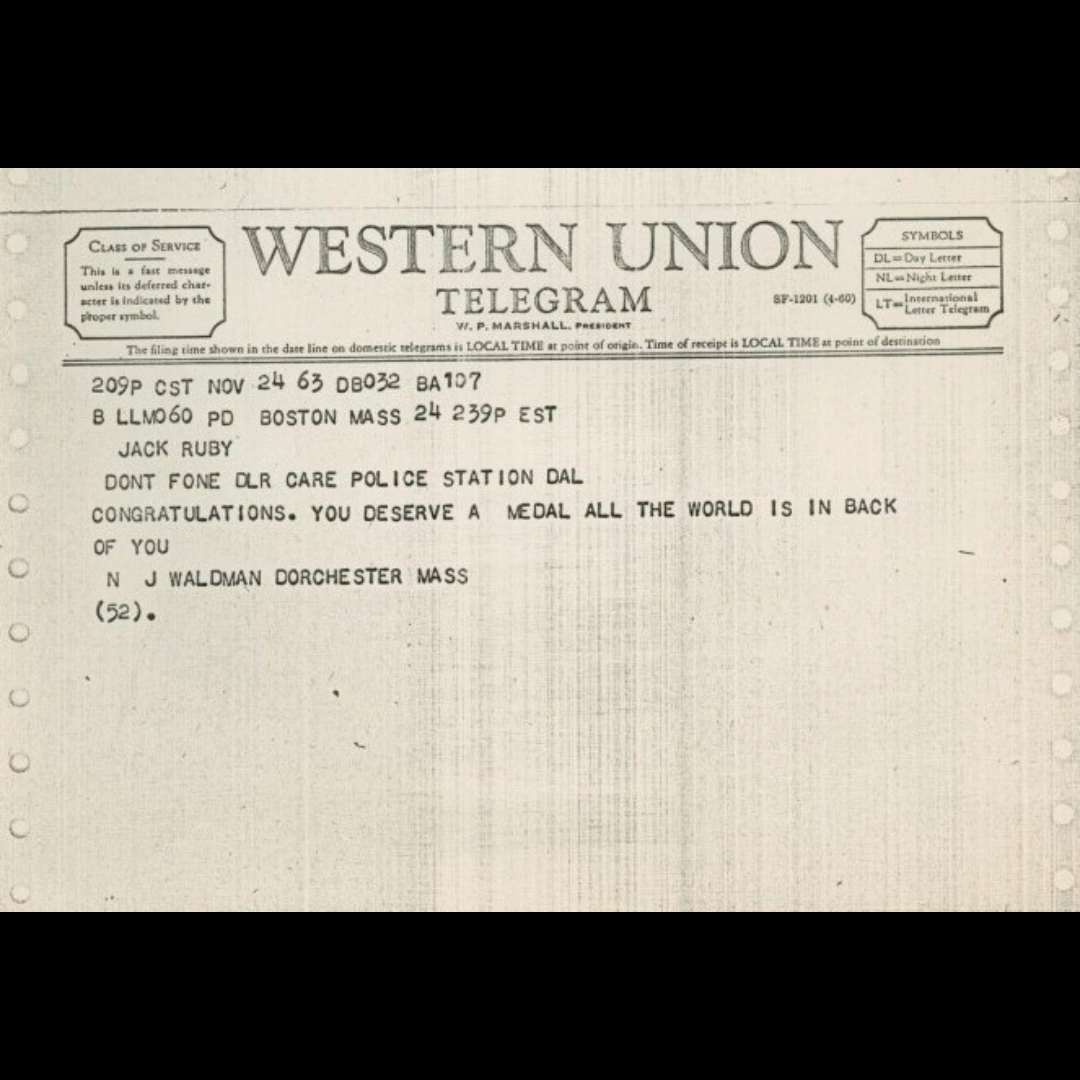 CLASS OF SERVICE
This is a fast message
unless its deferred char-
acter is indicated by the
proper symbol.
WESTERN UNION
TELEGRAM
W. P. MARSHALL, PRESIDENT
SF-1201 (4-60)
SYMBOLS
DL=Day Letter
NL=Night Letter
LT=International
Letter Telegram
The filing time shown in the date line on domestic telegrams is LOCAL TIME at point of origin. Time of receipt is LOCAL TIME at point of destination
209P CST NOV 24 63 DB032 BA107
B LLM060 PD BOSTON MASS 24 239P EST
JACK RUBY
DONT FONE DLR CARE POLICE STATION DAL
CONGRATULATIONS. YOU DESERVE A MEDAL ALL THE WORLD IS IN BACK
OF YOU
N J WALDMAN DORCHESTER MASS
(52).